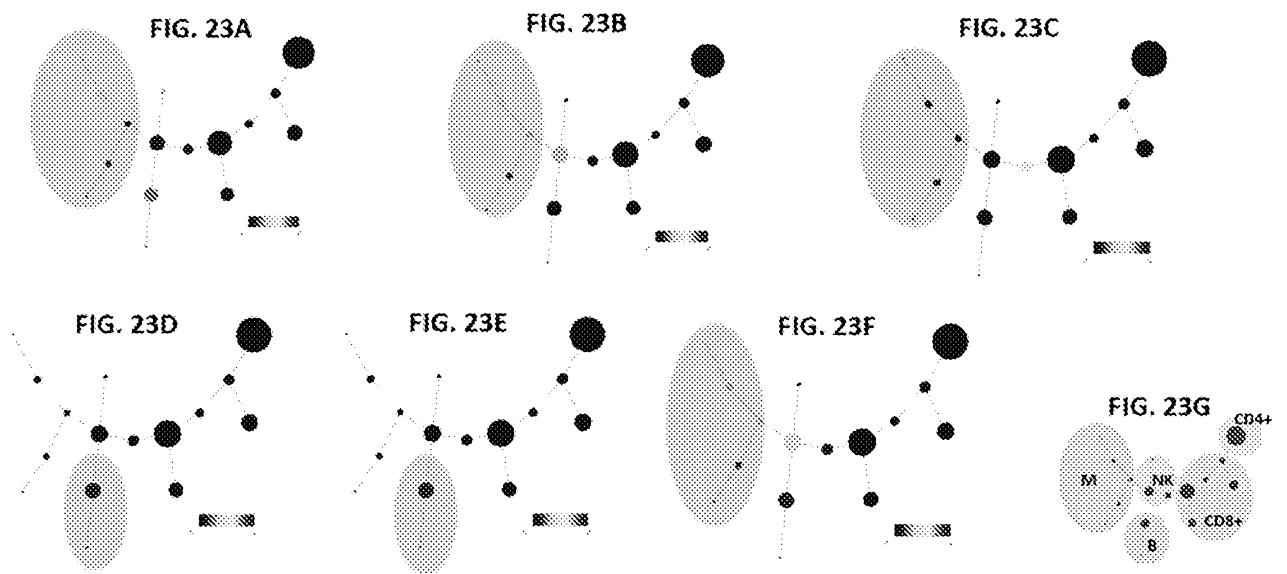 FIG. 23A
FIG. 23B
FIG. 23C
FIG. 23D
FIG. 23E
FIG. 23F
FIG. 23G
CD4+
M
NK
CD8+
B